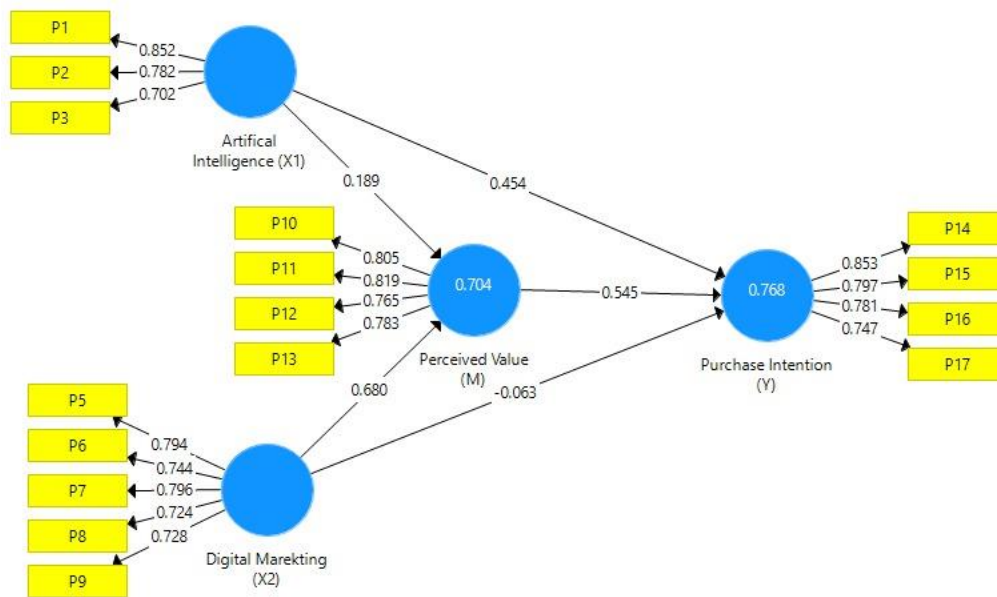 P1
0.852
P2
0.782
P3
0.702
Artifical
Intelligence (X1)
0.189
0.454
P10
0.805
P11
0.819
P12
0.765
P13
0.783
0.704
Perceived Value
(M)
0.545
0.768
Purchase Intention
(Y)
P14
0.853
P15
0.797
P16
0.781
P17
0.747
0.680
-0.063
P5
0.794
P6
0.744
P7
0.796
P8
0.724
P9
0.728
Digital Marekting
(X2)